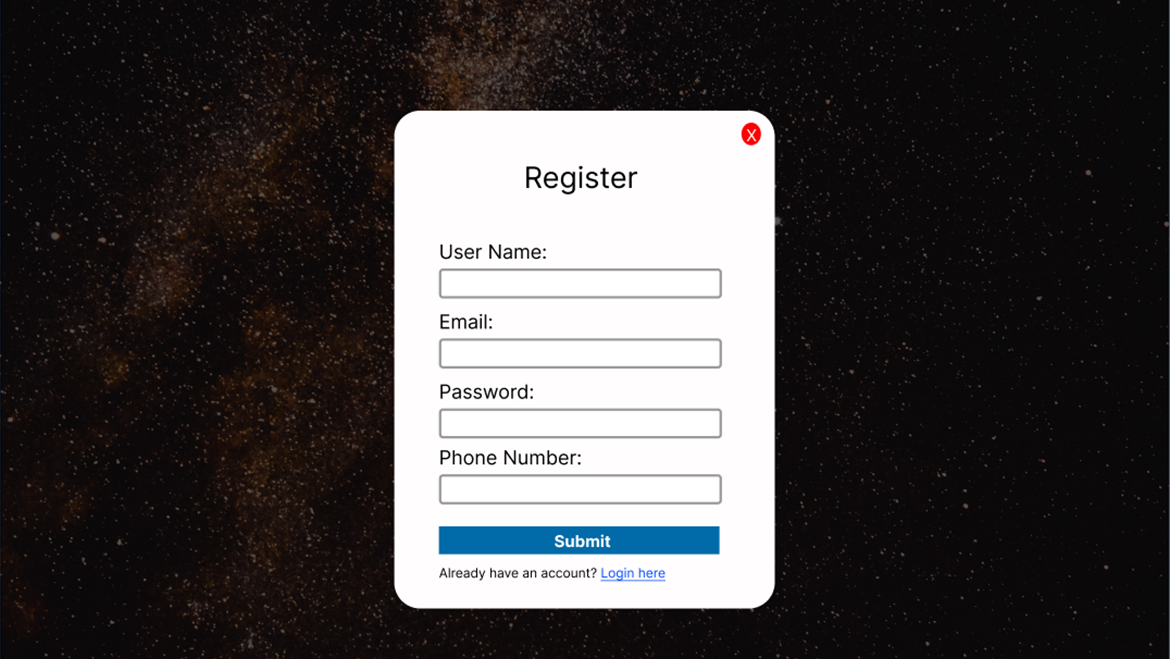 X
Register
User Name:
Email:
Password:
Phone Number:
Submit
Already have an account? Login here